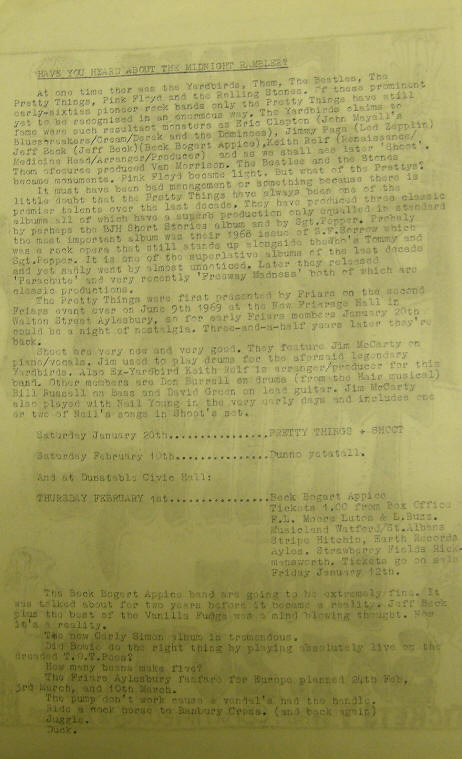 HAVE YOU HEARD ABOUT THE MIDNIGHT RAMBLER?
At one time ther was the Yardbirds, Them, The Beatles, The
Pretty Things, Pink Floyd and the Rolling Stones. Of these prominent
early-sixties pioneer rock bands only the Pretty Things have still
yet to be recognised in an enormous way. The Yardbirds claims to
fame were such resultant monsters as Eric Clapton (John Mayall's
Bluesbreakers/Cream/Derek and the Dominoes), Jimmy Page (Led Zepplin)
Jeff Beck (Jeff Beck)(Beck Bogert Appice), Keith Rolf (Renaissance/
Medicine Head/Arranger/Producer) and as we shall see later 'Shoot'.
Them ofcourse produced Van Morrison. The Beatles and the Stones
became monuments. Pink Floyd became light. But what of the Prettys?
It must have been bad management or something because there is
little doubt that the Pretty Things have always been one of the
premier talents over the last decade. They have produced three classic
albums all of which have a superb production only equalled in standard
by perhaps the BJH Short Stories album and by Sgt.Pepper. Probaly
the most important album was their 1968 issue of S.F.Sorrow which
was a rock opera that still stands up alongside theWho's Tommy and
Sgt.Pepper. It is one of the superlative albums of the last decade
and yet sadly went by almost unnoticed. Later they released
'Parachute' and very recently 'Freeway Madness' both of which are
classic productions.
The Pretty Things were first presented by Friars on the second
Friars event ever on June 9th 1969 at the New Friarage Hall in
Walton Street Aylesbury, so for early Friars members January 20th
could be a night of nostalgia. Three-and-a-half years later they're
back.
Shoot are very new and very good. They feature Jim McCarty on
piano/vocals. Jim used to play drums for the aforsaid legendary
Yardbirds. Also Ex-Yardbird Keith Rolf is arranger/producer for this
band. Other members are Don Burrell on drums (from the Hair musical)
Bill Russell on Bass and David Green on lead guitar. Jim McCarty
also played with Neil Young in the very early days and includes one
or two of Neil's songs in Shoot's set.
Saturday January 20th..............PRETTY THINGS + SHOOT
Saturday February 10th.............Dunno yetatall.
And at Dunstable Civic Hall:
THURSDAY FEBRUARY 1st..............Beck Bogart Appice
Tickets 1.00 from Box Office
F.L. Moore Luton & L.Buzz.
Musicland Watford/St.Albans
Stripe Hitchin, Earth Records
Ayles. Strawberry Fields Rick-
mansworth. Tickets go on sale
Friday January 12th.
The Beck Bogert Appice band are going to be extremely fine. It
was talked about for two years before it became a reality. Jeff Beck
plus the best of the Vanilla Fudge was a mind blowing thought. Now
it's a reality.
The new Carly Simon album is tremendous.
Did Bowie do the right thing by playing absolutely live on the
dreaded T.O.T.Pops?
How many beans make five?
The Friars Aylesbury fanfare for Europe planned 24th Feb,
3rd March, and 10th March.
The pump don't work cause a vandal's had the handle.
Ride a cock horse to Banbury Cross. (and back again)
Juggle.
Duck.